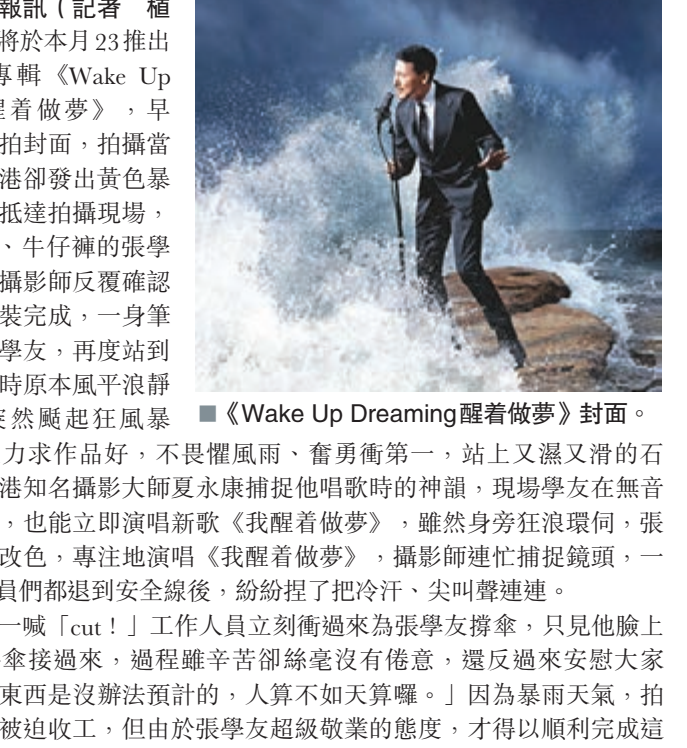 報訊（記者 植
將於本月23推出
專輯《Wake Up
醒着做夢》，早
拍封面，拍攝當
港卻發出黃色暴
抵達拍攝現場，
、牛仔褲的張學
攝影師反覆確認
裝完成，一身筆
學友，再度站到
時原本風平浪靜
突然颳起狂風暴
■《Wake Up Dreaming醒着做夢》封面。
力求作品好，不畏懼風雨、奮勇衝第一，站上又濕又滑的石
港知名攝影大師夏永康捕捉他唱歌時的神韻，現場學友在無音
，也能立即演唱新歌《我醒着做夢》，雖然身旁狂浪環伺，張
改色，專注地演唱《我醒着做夢》，攝影師連忙捕捉鏡頭，一
員們都退到安全線後，紛紛捏了把冷汗、尖叫聲連連。
一喊「cut！」工作人員立刻衝過來為張學友撐傘，只見他臉上
傘接過來，過程雖辛苦卻絲毫沒有倦意，還反過來安慰大家
東西是沒辦法預計的，人算不如天算囉。」因為暴雨天氣，拍
被迫收工，但由於張學友超級敬業的態度，才得以順利完成這